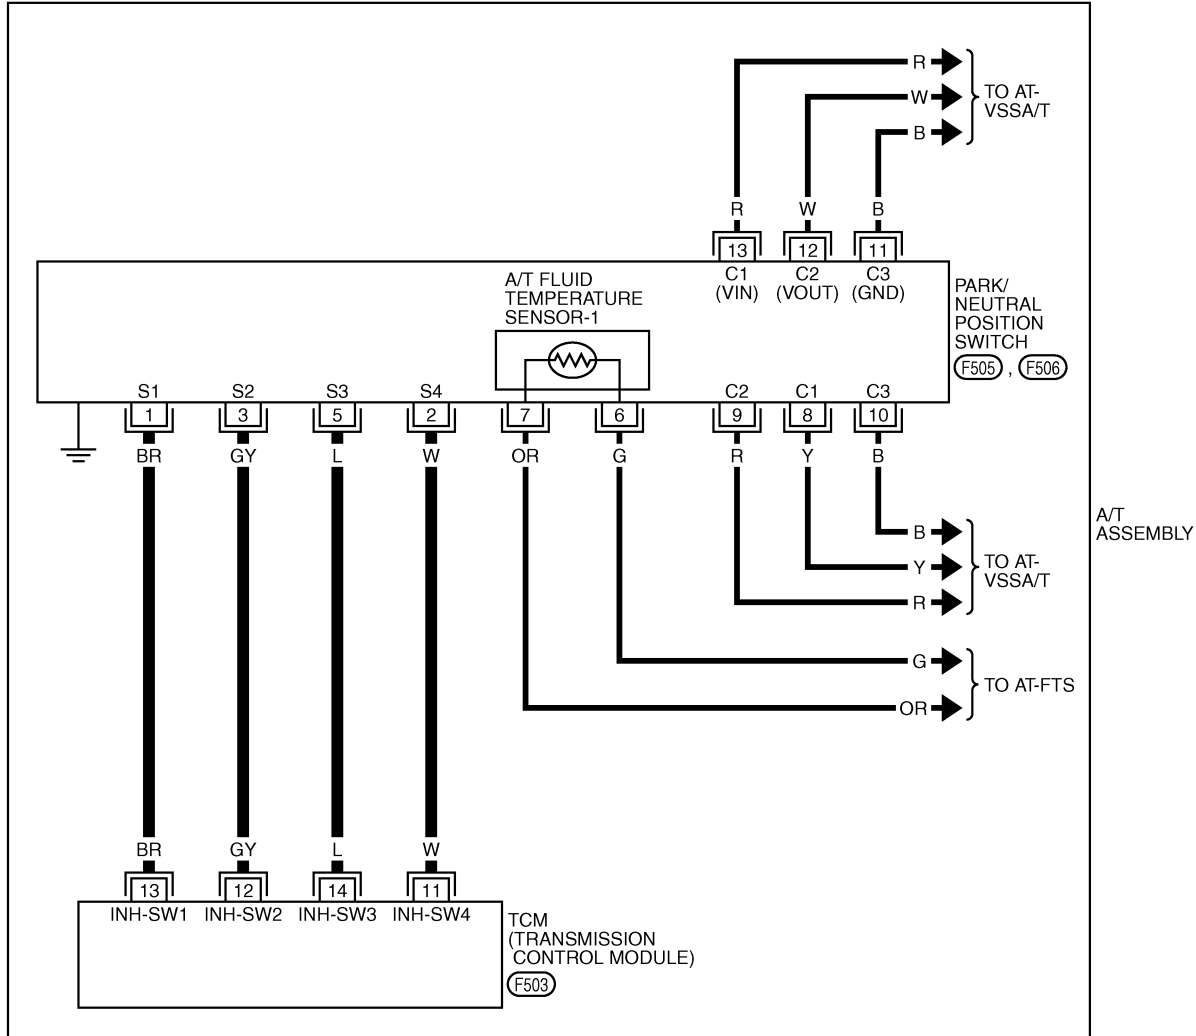 R
TO AT-
W
VSSA/T
B
R W B
13 12 11
C1 C2 C3
(VIN) (VOUT) (GND)
A/T FLUID
TEMPERATURE
SENSOR-1
PARK/
NEUTRAL
POSITION
SWITCH
F505 , F506
S1 S2 S3 S4 C2 C1 C3
1 3 5 2 7 6 9 8 10
BR GY L W OR G R Y B
A/T
ASSEMBLY
B
TO AT-
Y
VSSA/T
R
G
TO AT-FTS
OR
BR GY L W
13 12 14 11
INH-SW1 INH-SW2 INH-SW3 INH-SW4
TCM
(TRANSMISSION
CONTROL MODULE)
F503